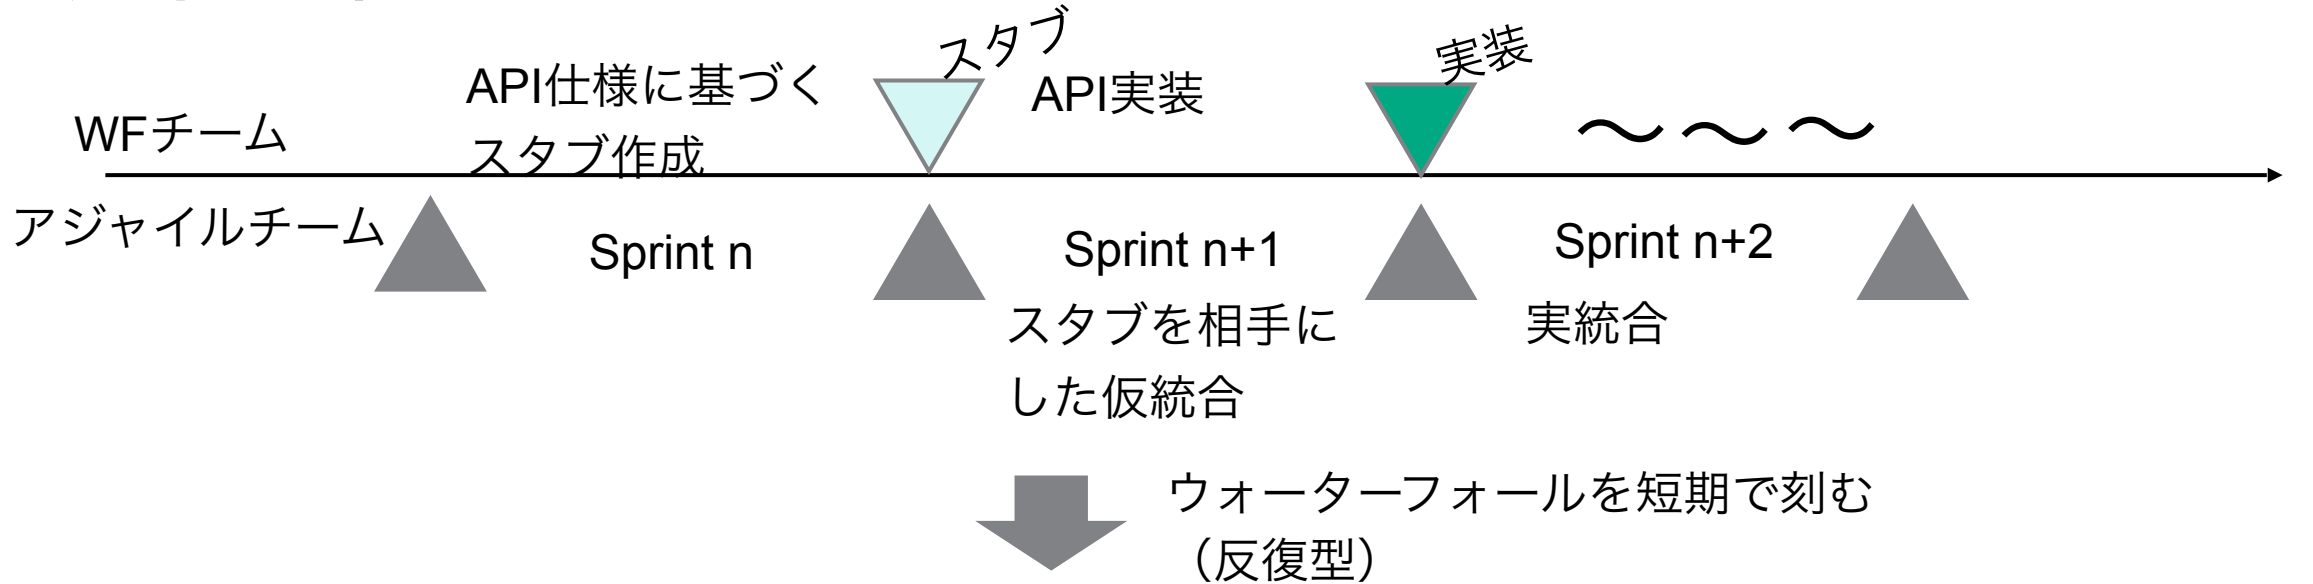 スタブ
実装
API仕様に基づく
スタブ作成
API実装
WFチーム
〜〜〜
アジャイルチーム
Sprint n
Sprint n+1
Sprint n+2
スタブを相手に
した仮統合
実統合
ウォーターフォールを短期で刻む
（反復型）